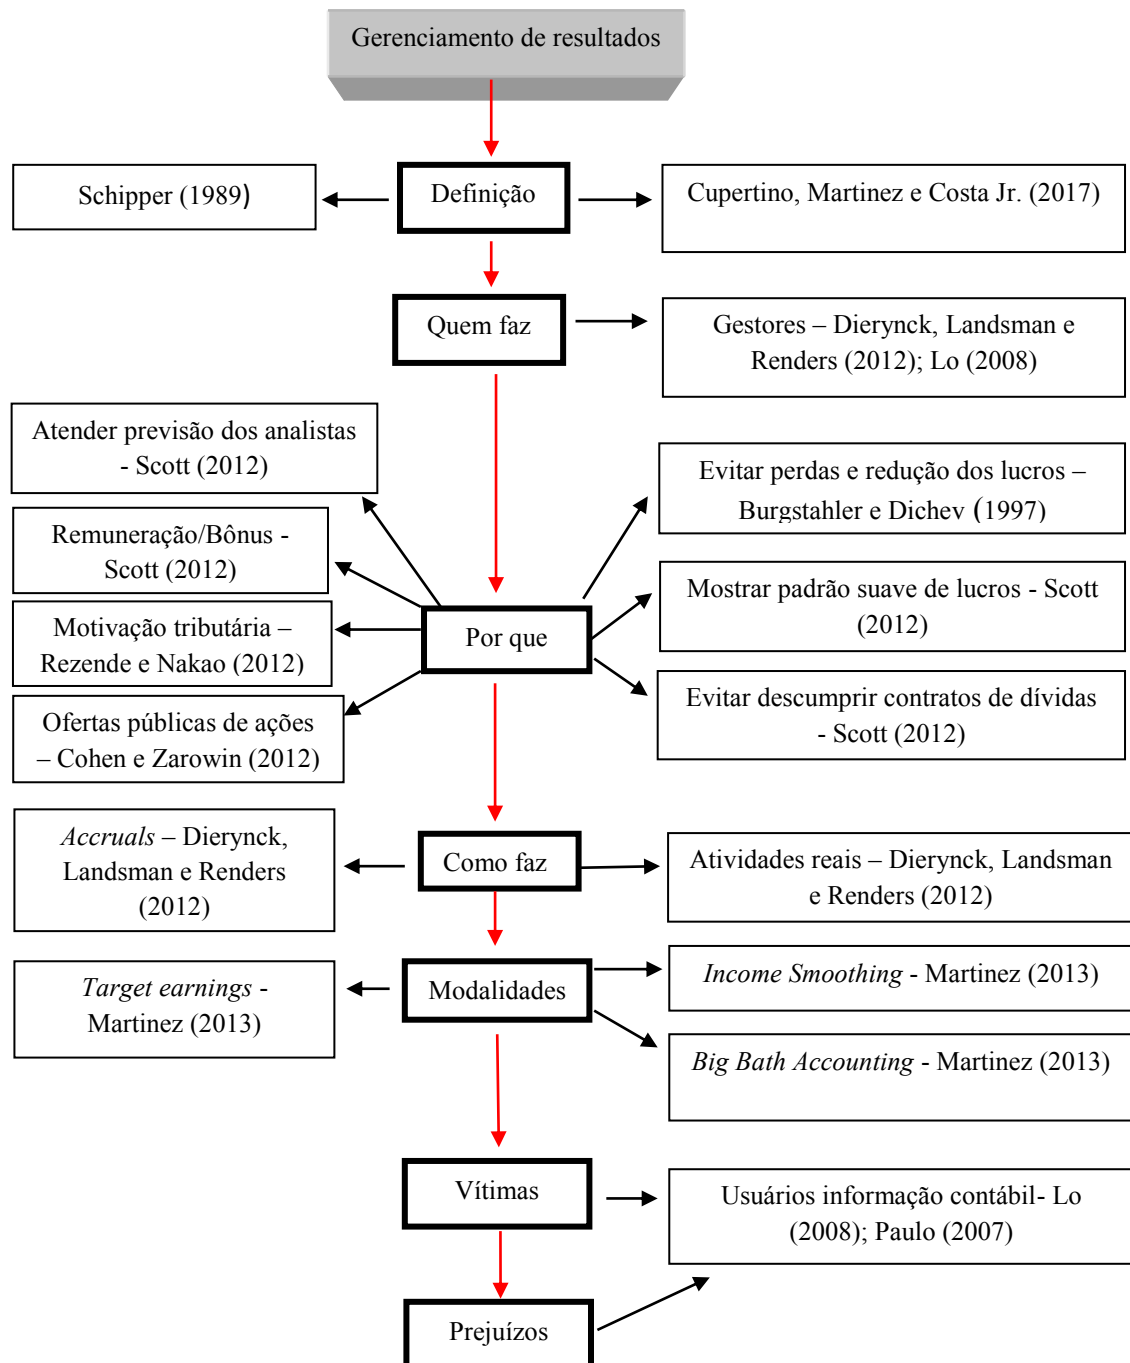 Gerenciamento de resultados
Schipper (1989)
Definição
Cupertino, Martinez e Costa Jr. (2017)
Quem faz
Gestores – Dierynck, Landsman e
Renders (2012); Lo (2008)
Atender previsão dos analistas
- Scott (2012)
Remuneração/Bônus -
Scott (2012)
Motivação tributária –
Rezende e Nakao (2012)
Ofertas públicas de ações
– Cohen e Zarowin (2012)
Por que
Evitar perdas e redução dos lucros –
Burgstahler e Dichev (1997)
Mostrar padrão suave de lucros - Scott
(2012)
Evitar descumprir contratos de dívidas
- Scott (2012)
Accruals – Dierynck,
Landsman e Renders
(2012)
Como faz
Atividades reais – Dierynck, Landsman
e Renders (2012)
Target earnings -
Martinez (2013)
Modalidades
Income Smoothing - Martinez (2013)
Big Bath Accounting - Martinez (2013)
Vítimas
Usuários informação contábil- Lo
(2008); Paulo (2007)
Prejuízos